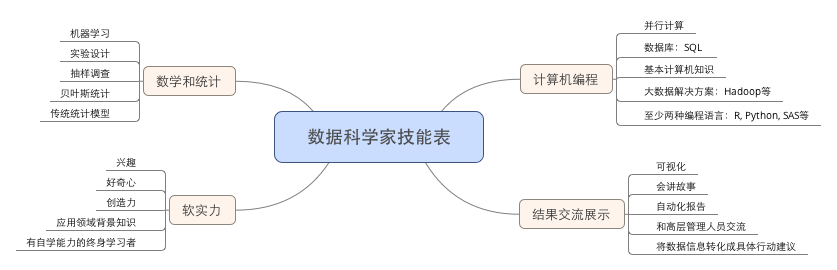 数据科学家技能表
数学和统计
机器学习
实验设计
抽样调查
贝叶斯统计
传统统计模型
软实力
兴趣
好奇心
创造力
应用领域背景知识
有自学能力的终身学习者
计算机编程
并行计算
数据库：SQL
基本计算机知识
大数据解决方案：Hadoop等
至少两种编程语言：R, Python, SAS等
结果交流展示
可视化
会讲故事
自动化报告
和高层管理人员交流
将数据信息转化成具体行动建议